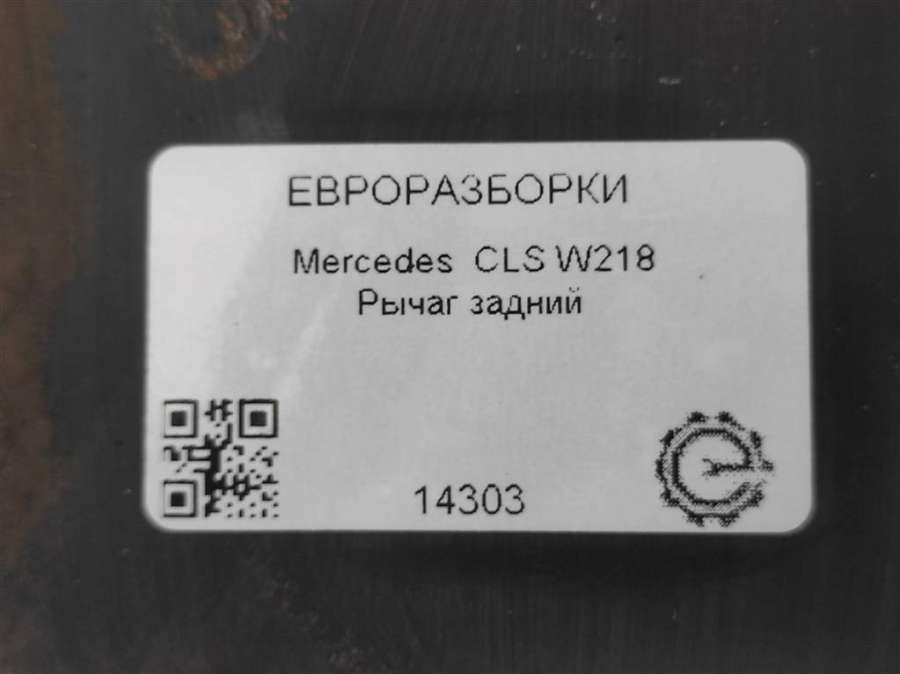 ЕВРОРАЗБОРКИ
Mercedes CLS W218
Рычаг задний
14303